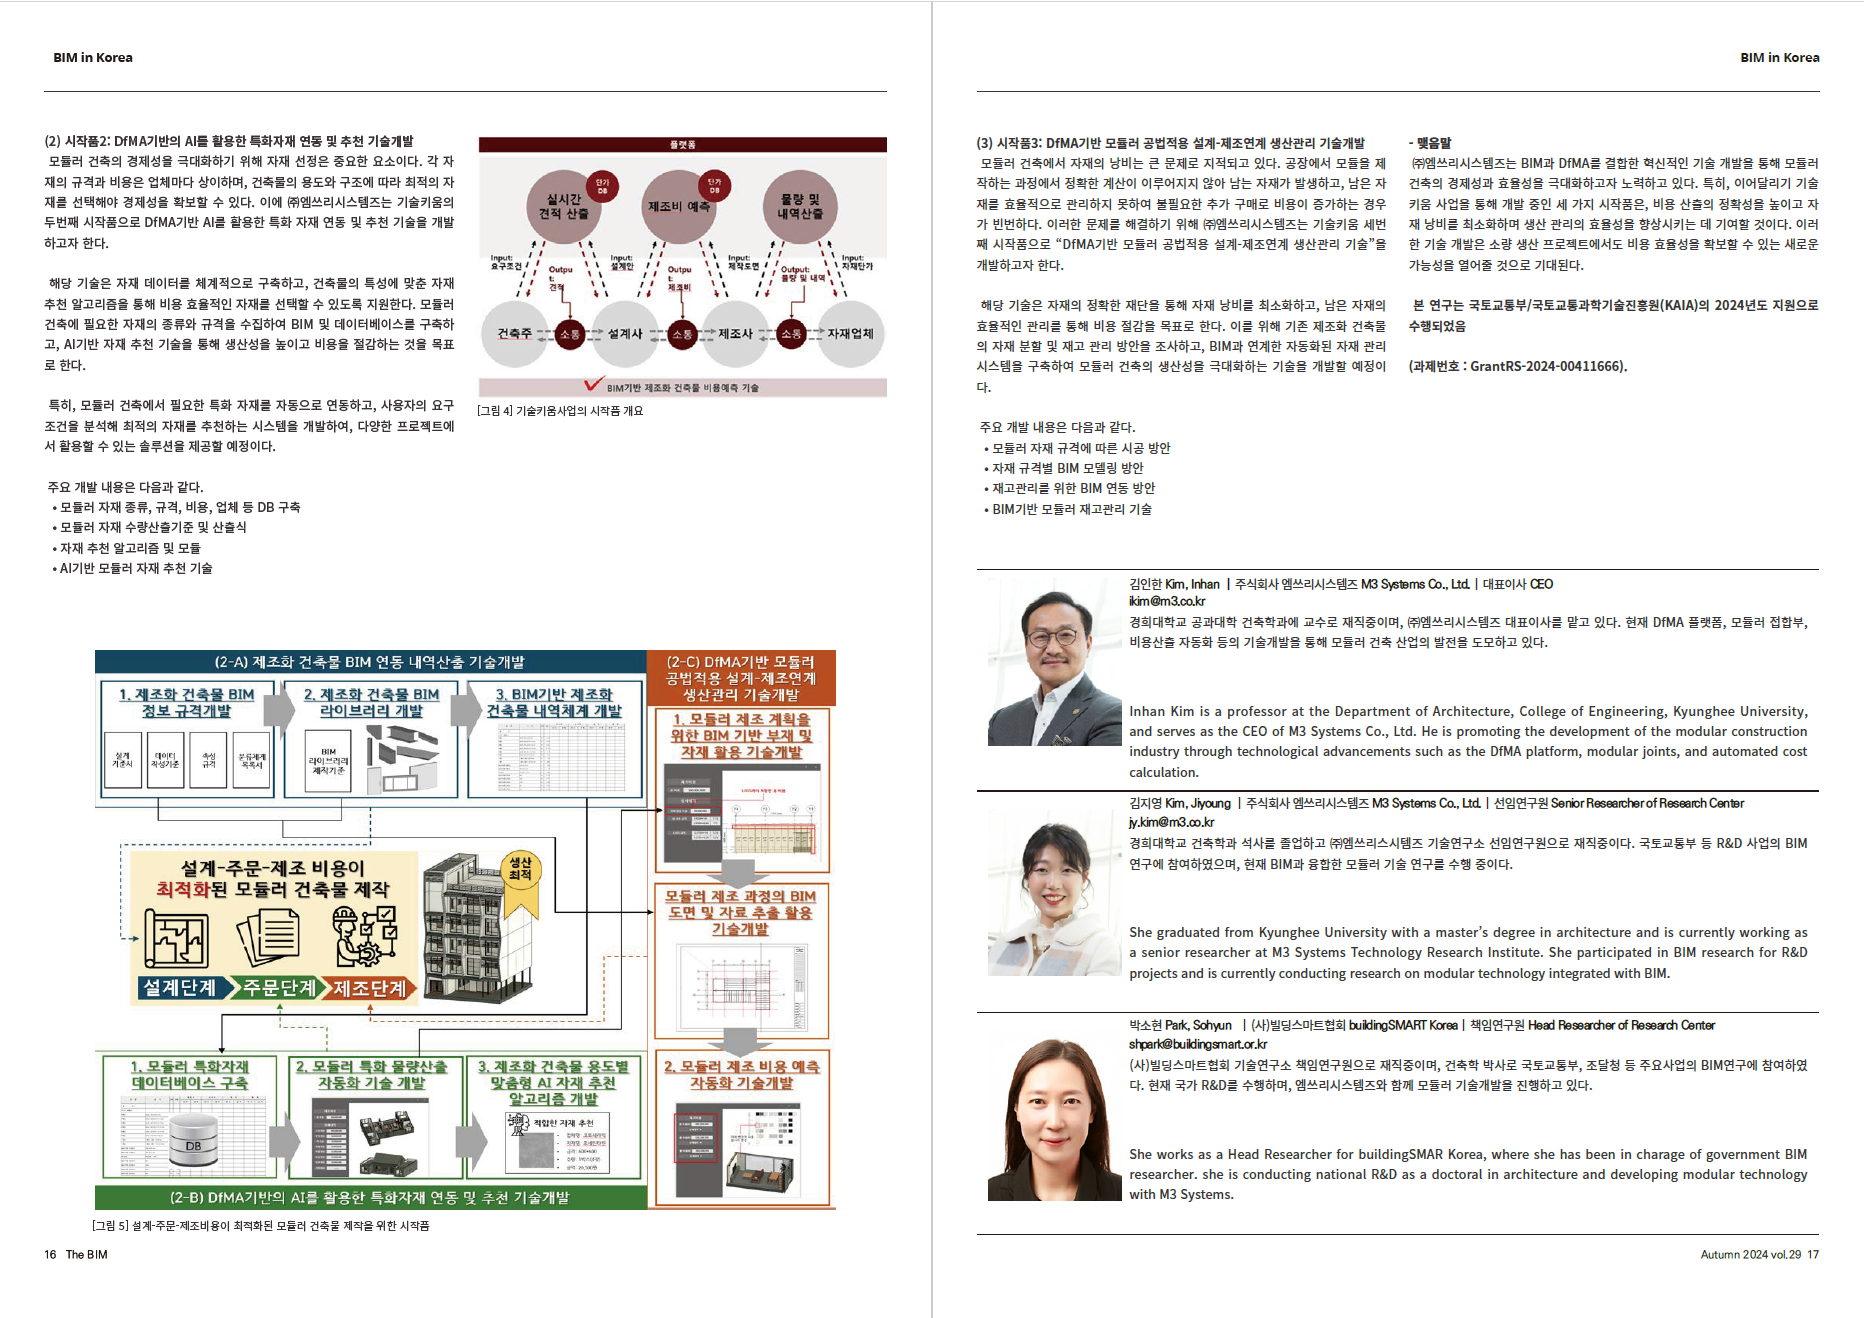 BIM in Korea
(2) 시작품2: DfMA기반의 AI를 활용한 특화자재 연동 및 추천 기술개발
모듈러 건축의 경제성을 극대화하기 위해 자재 선정은 중요한 요소이다. 각 자
재의 규격과 비용은 업체마다 상이하며, 건축물의 용도와 구조에 따라 최적의 자
재를 선택해야 경제성을 확보할 수 있다. 이에 ㈜엠쓰리시스템즈는 기술키움의
두번째 시작품으로 DfMA기반 AI를 활용한 특화 자재 연동 및 추천 기술을 개발
하고자 한다.
해당 기술은 자재 데이터를 체계적으로 구축하고, 건축물의 특성에 맞춘 자재
추천 알고리즘을 통해 비용 효율적인 자재를 선택할 수 있도록 지원한다. 모듈러
건축에 필요한 자재의 종류와 규격을 수집하여 BIM 및 데이터베이스를 구축하
고, AI기반 자재 추천 기술을 통해 생산성을 높이고 비용을 절감하는 것을 목표
로 한다.
특히, 모듈러 건축에서 필요한 특화 자재를 자동으로 연동하고, 사용자의 요구
조건을 분석해 최적의 자재를 추천하는 시스템을 개발하여, 다양한 프로젝트에
서 활용할 수 있는 솔루션을 제공할 예정이다.
주요 개발 내용은 다음과 같다.
• 모듈러 자재 종류, 규격, 비용, 업체 등 DB 구축
• 모듈러 자재 수량산출기준 및 산출식
• 자재 추천 알고리즘 및 모듈
• AI기반 모듈러 자재 추천 기술
플랫폼
실시간
견적 산출
단가
DB
제조비 예측
단가
DB
물량 및
내역산출
Input:
요구조건
Outpu
t:
견적
Input:
설계안
Outpu
t:
제조비
Input:
제작도면
Output:
물량 및 내역
Input:
자재단가
건축주
소통
설계사
소통
제조사
소통
자재업체
BIM기반 제조화 건축물 비용예측 기술
[그림 4] 기술키움사업의 시작품 개요
(2-A) 제조화 건축물 BIM 연동 내역산출 기술개발
1. 제조화 건축물 BIM
정보 규격개발
설계
기준서
데이터
작성기준
속성
규격
분류체계
목록서
2. 제조화 건축물 BIM
라이브러리 개발
BIM
라이브러리
제작기준
3. BIM기반 제조화
건축물 내역체계 개발
(2-C) DfMA기반 모듈러
공법적용 설계-제조연계
생산관리 기술개발
1. 모듈러 제조 계획을
위한 BIM 기반 부재 및
자재 활용 기술개발
모듈러 제조 과정의 BIM
도면 및 자료 추출 활용
기술개발
2. 모듈러 제조 비용 예측
자동화 기술개발
설계-주문-제조 비용이
최적화된 모듈러 건축물 제작
생산
최적
설계단계
주문단계
제조단계
1. 모듈러 특화자재
데이터베이스 구축
DB
2. 모듈러 특화 물량산출
자동화 기술 개발
3. 제조화 건축물 용도별
맞춤형 AI 자재 추천
알고리즘 개발
적합한 자재 추천
(2-B) DfMA기반의 AI를 활용한 특화자재 연동 및 추천 기술개발
[그림 5] 설계-주문-제조비용이 최적화된 모듈러 건축물 제작을 위한 시작품
16 The BIM
BIM in Korea
(3) 시작품3: DfMA기반 모듈러 공법적용 설계-제조연계 생산관리 기술개발
모듈러 건축에서 자재의 낭비는 큰 문제로 지적되고 있다. 공장에서 모듈을 제
작하는 과정에서 정확한 계산이 이루어지지 않아 남는 자재가 발생하고, 남은 자
재를 효율적으로 관리하지 못하여 불필요한 추가 구매로 비용이 증가하는 경우
가 빈번하다. 이러한 문제를 해결하기 위해 ㈜엠쓰리시스템즈는 기술키움 세번
째 시작품으로 “DfMA기반 모듈러 공법적용 설계-제조연계 생산관리 기술”을
개발하고자 한다.
해당 기술은 자재의 정확한 재단을 통해 자재 낭비를 최소화하고, 남은 자재의
효율적인 관리를 통해 비용 절감을 목표로 한다. 이를 위해 기존 제조화 건축물
의 자재 분할 및 재고 관리 방안을 조사하고, BIM과 연계한 자동화된 자재 관리
시스템을 구축하여 모듈러 건축의 생산성을 극대화하는 기술을 개발할 예정이
다.
주요 개발 내용은 다음과 같다.
• 모듈러 자재 규격에 따른 시공 방안
• 자재 규격별 BIM 모델링 방안
• 재고관리를 위한 BIM 연동 방안
• BIM기반 모듈러 재고관리 기술
- 맺음말
㈜엠쓰리시스템즈는 BIM과 DfMA를 결합한 혁신적인 기술 개발을 통해 모듈러
건축의 경제성과 효율성을 극대화하고자 노력하고 있다. 특히, 이어달리기 기술
키움 사업을 통해 개발 중인 세 가지 시작품은, 비용 산출의 정확성을 높이고 자
재 낭비를 최소화하며 생산 관리의 효율성을 향상시키는 데 기여할 것이다. 이러
한 기술 개발은 소량 생산 프로젝트에서도 비용 효율성을 확보할 수 있는 새로운
가능성을 열어줄 것으로 기대된다.
본 연구는 국토교통부/국토교통과학기술진흥원(KAIA)의 2024년도 지원으로
수행되었음
(과제번호 : GrantRS-2024-00411666).
김인한 Kim, Inhan | 주식회사 엠쓰리시스템즈 M3 Systems Co., Ltd. | 대표이사 CEO
ikim@m3.co.kr
경희대학교 공과대학 건축학과에 교수로 재직중이며, ㈜엠쓰리시스템즈 대표이사를 맡고 있다. 현재 DfMA 플랫폼, 모듈러 접합부,
비용산출 자동화 등의 기술개발을 통해 모듈러 건축 산업의 발전을 도모하고 있다.
Inhan Kim is a professor at the Department of Architecture, College of Engineering, Kyunghee University,
and serves as the CEO of M3 Systems Co., Ltd. He is promoting the development of the modular construction
industry through technological advancements such as the DfMA platform, modular joints, and automated cost
calculation.
김지영 Kim, Jiyoung | 주식회사 엠쓰리시스템즈 M3 Systems Co., Ltd. | 선임연구원 Senior Researcher of Research Center
jy.kim@m3.co.kr
경희대학교 건축학과 석사를 졸업하고 ㈜엠쓰리스시템즈 기술연구소 선임연구원으로 재직중이다. 국토교통부 등 R&D 사업의 BIM
연구에 참여하였으며, 현재 BIM과 융합한 모듈러 기술 연구를 수행 중이다.
She graduated from Kyunghee University with a master’s degree in architecture and is currently working as
a senior researcher at M3 Systems Technology Research Institute. She participated in BIM research for R&D
projects and is currently conducting research on modular technology integrated with BIM.
박소현 Park, Sohyun | (사)빌딩스마트협회 buildingSMART Korea | 책임연구원 Head Researcher of Research Center
shpark@buildingsmart.or.kr
(사)빌딩스마트협회 기술연구소 책임연구원으로 재직중이며, 건축학 박사로 국토교통부, 조달청 등 주요사업의 BIM연구에 참여하였
다. 현재 국가 R&D를 수행하며, 엠쓰리시스템즈와 함께 모듈러 기술개발을 진행하고 있다.
She works as a Head Researcher for buildingSMAR Korea, where she has been in charage of government BIM
researcher. she is conducting national R&D as a doctoral in architecture and developing modular technology
with M3 Systems.
Autumn 2024 vol.29 17